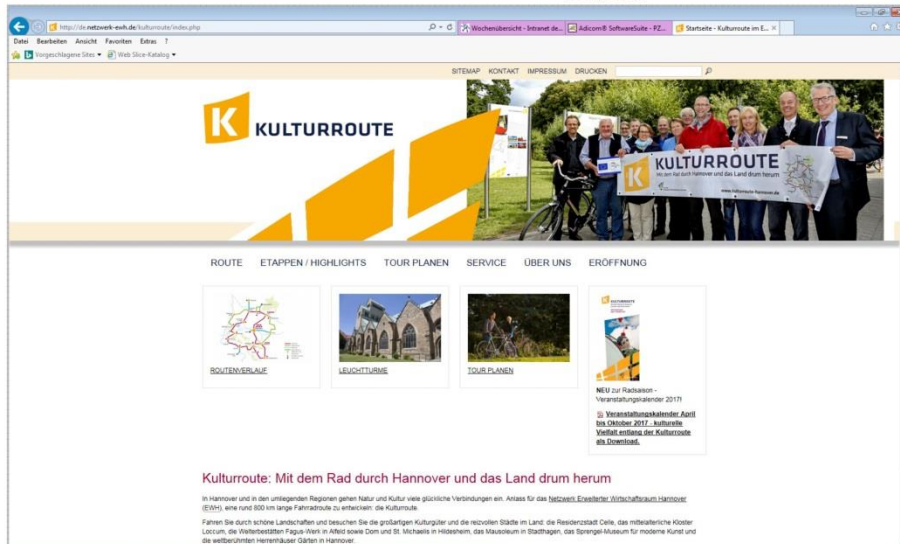 http://de.netzwerk-ewh.de/kulturroute/index.php
Wochenübersicht - Intranet de...
Adicom® SoftwareSuite - PZ...
Startseite - Kulturroute im E...
Datei Bearbeiten Ansicht Favoriten Extras ?
Vorgeschlagene Sites
Web Slice-Katalog
SITEMAP KONTAKT IMPRESSUM DRUCKEN
K KULTURROUTE
K KULTURROUTE
Mit dem Rad durch Hannover und das Land drum herum
www.kulturroute-hannover.de
ROUTE ETAPPEN / HIGHLIGHTS TOUR PLANEN SERVICE ÜBER UNS ERÖFFNUNG
ROUTENVERLAUF
LEUCHTTÜRME
TOUR PLANEN
KULTURROUTE
NEU zur Radsaison -
Veranstaltungskalender 2017!
Veranstaltungskalender April
bis Oktober 2017 - kulturelle
Vielfalt entlang der Kulturroute
als Download.
Kulturroute: Mit dem Rad durch Hannover und das Land drum herum
In Hannover und in den umliegenden Regionen gehen Natur und Kultur viele glückliche Verbindungen ein. Anlass für das Netzwerk Erweiterter Wirtschaftsraum Hannover
(EWH), eine rund 800 km lange Fahrradroute zu entwickeln: die Kulturroute.
Fahren Sie durch schöne Landschaften und besuchen Sie die großartigen Kulturgüter und die reizvollen Städte im Land: die Residenzstadt Celle, das mittelalterliche Kloster
Loccum, die Welterbestätten Fagus-Werk in Alfeld sowie Dom und St. Michaelis in Hildesheim, das Mausoleum in Stadthagen, das Sprengel-Museum für moderne Kunst und
die weltberühmten Herrenhäuser Gärten in Hannover.